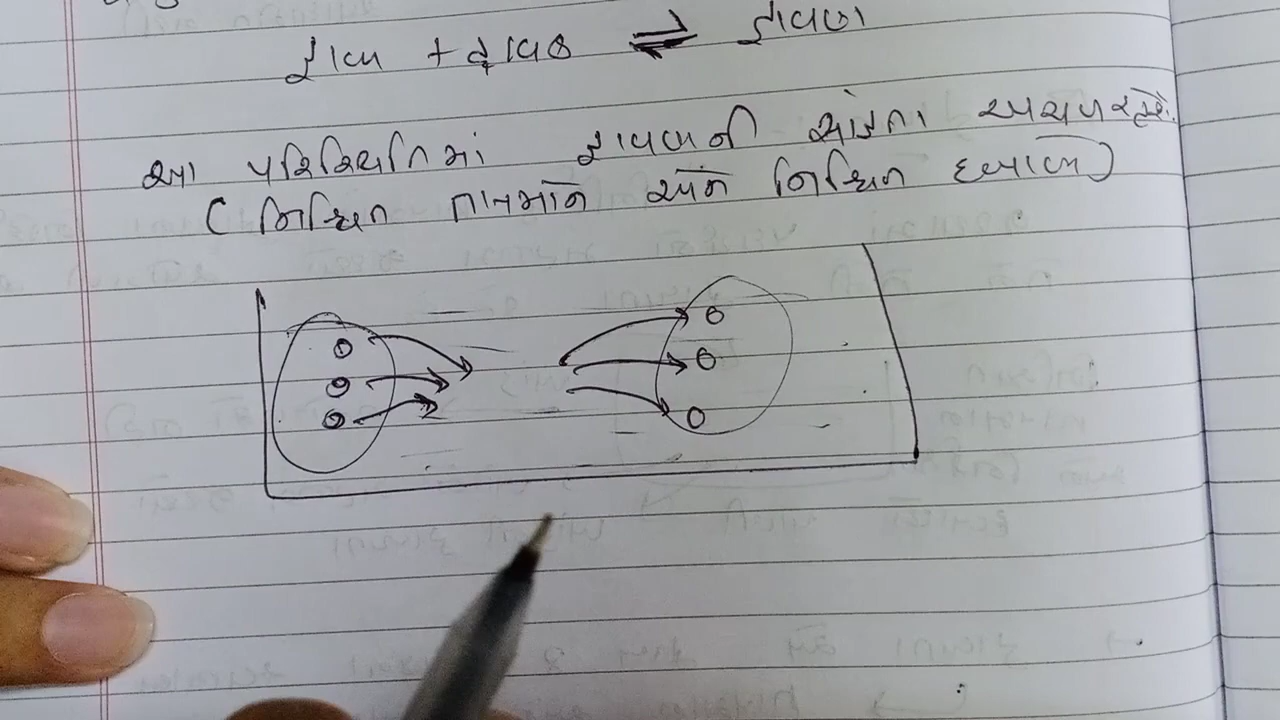 દ્રાવ્ય + દ્રાવક ⇌ દ્રાવણ
આ પરિસ્થિતિમાં દ્રાવણની સાંદ્રતા અચળ રહેશે.
( નિશ્ચિત તાપમાને અને નિશ્ચિત દબાણે )